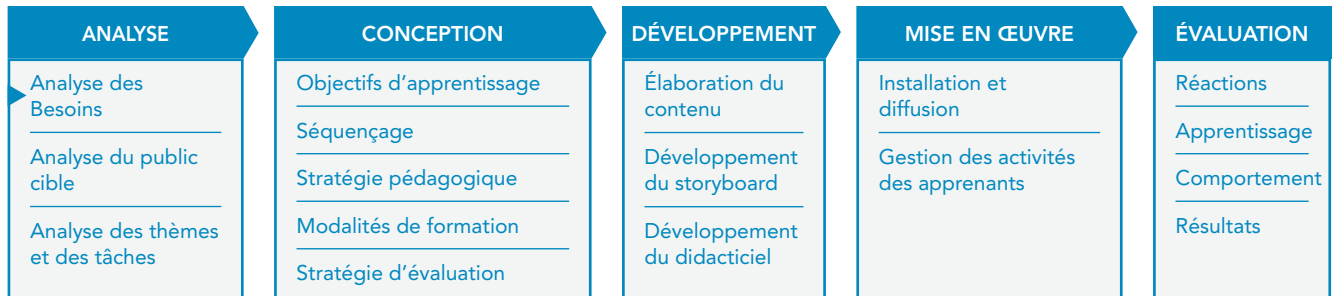 ANALYSE
Analyse des
Besoins
Analyse du public
cible
Analyse des thèmes
et des tâches
CONCEPTION
Objectifs d’apprentissage
Séquençage
Stratégie pédagogique
Modalités de formation
Stratégie d’évaluation
DÉVELOPPEMENT
Élaboration du
contenu
Développement
du storyboard
Développement
du didacticiel
MISE EN ŒUVRE
Installation et
diffusion
Gestion des activités
des apprenants
ÉVALUATION
Réactions
Apprentissage
Comportement
Résultats